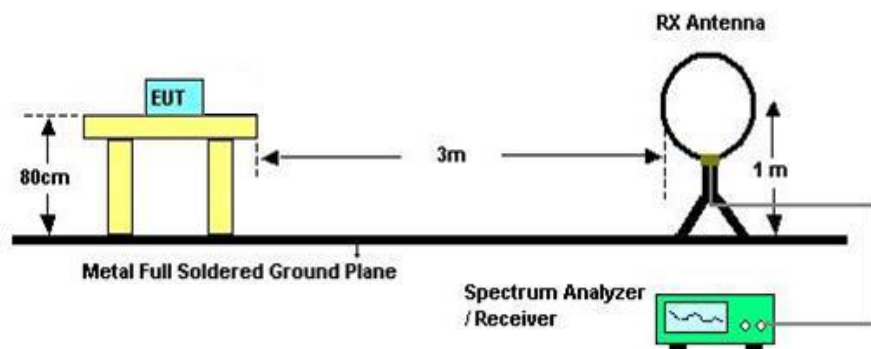 RX Antenna
EUT
3m
80cm
1 m
Metal Full Soldered Ground Plane
Spectrum Analyzer
/ Receiver